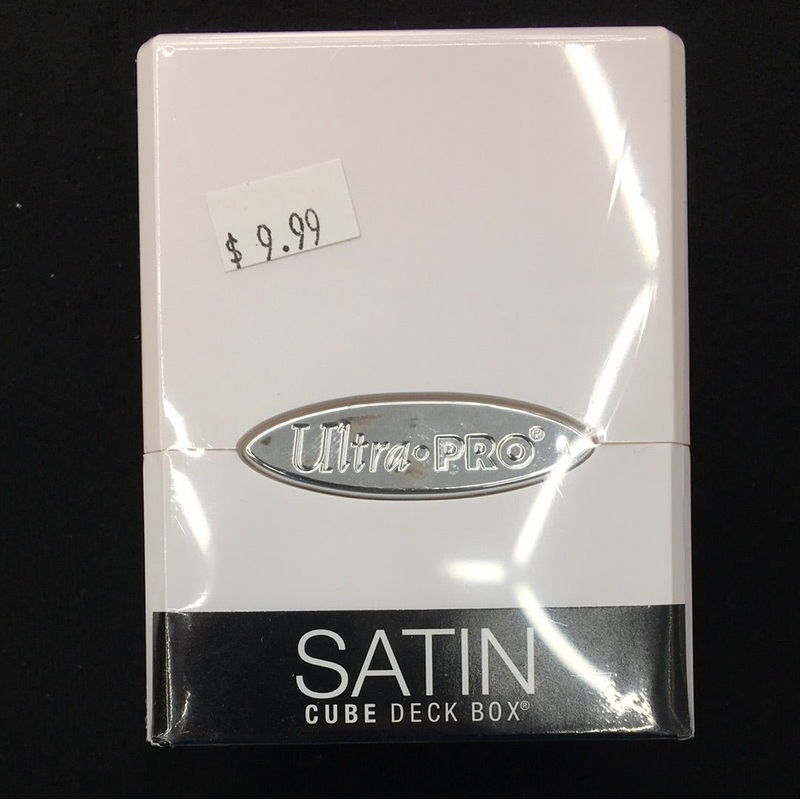 $ 9.99
Ultra•PRO®
SATIN
CUBE DECK BOX®